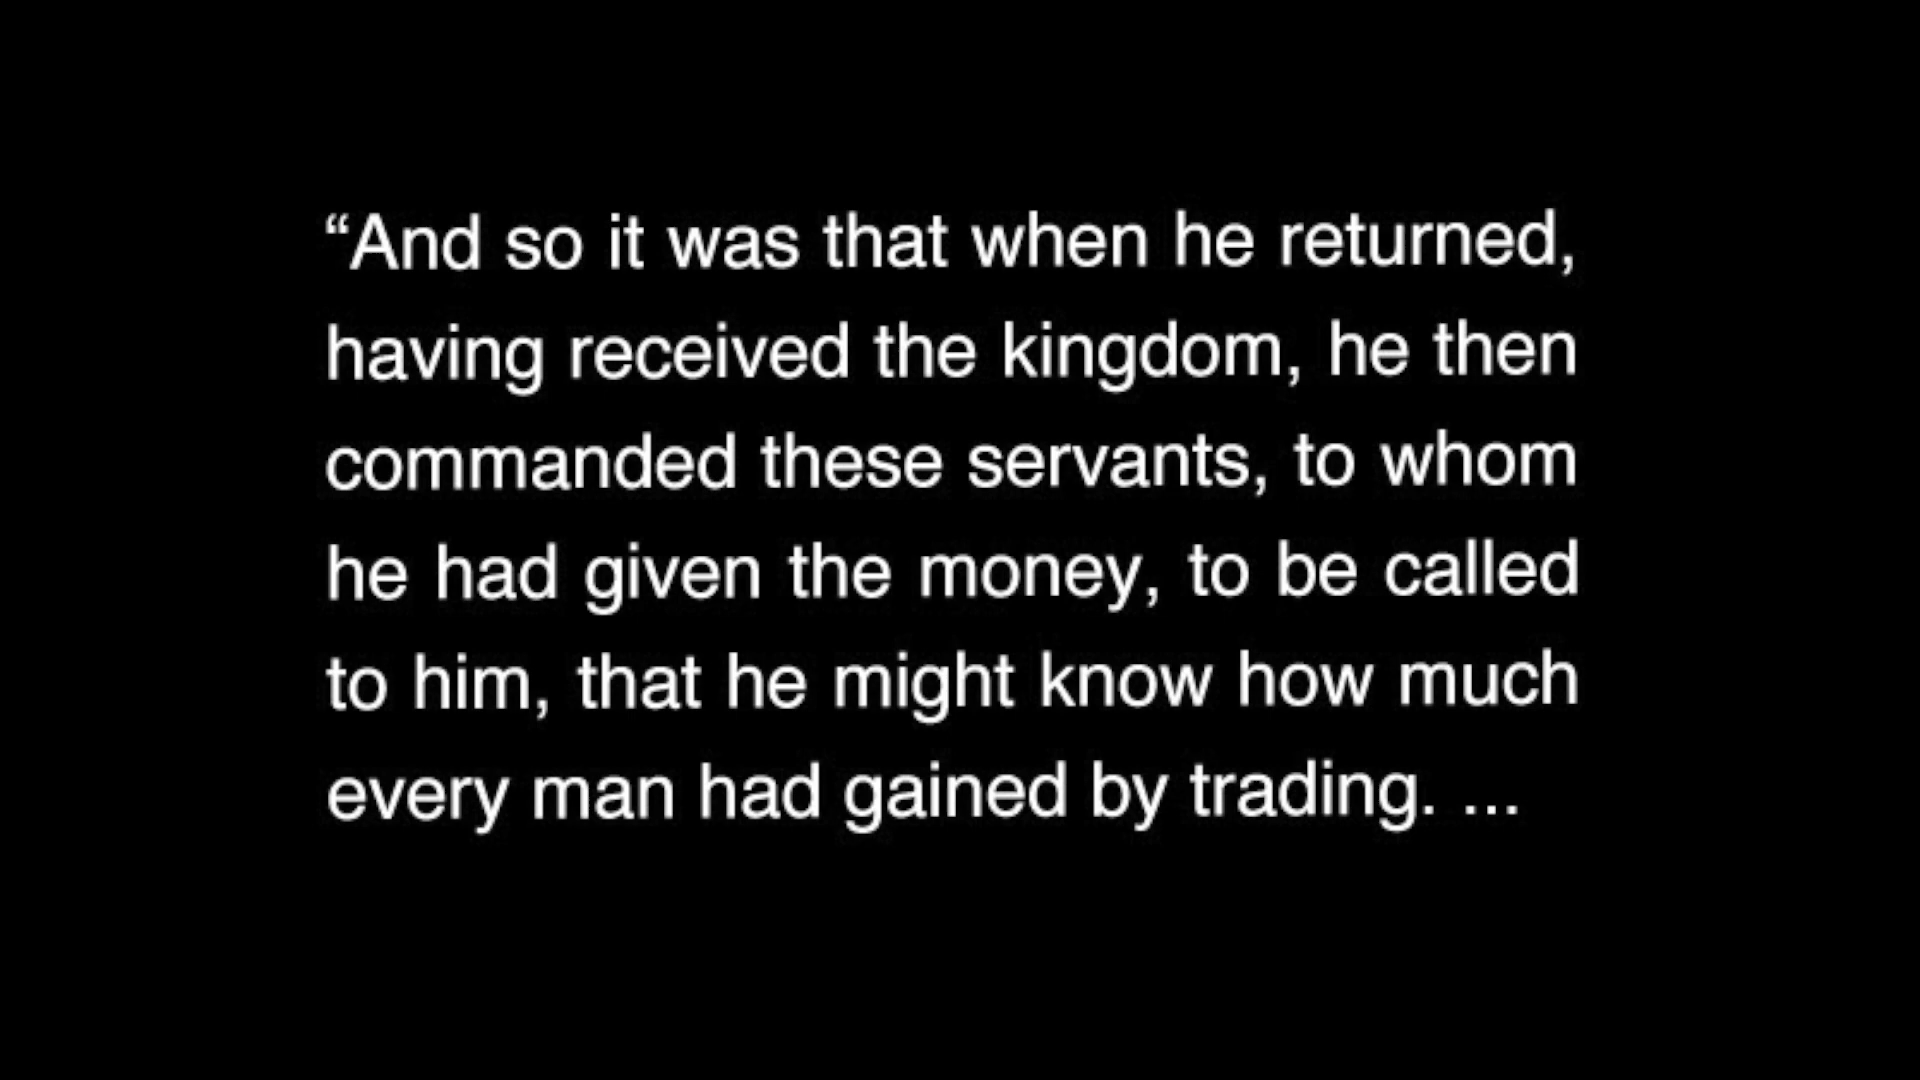 “And so it was that when he returned,
having received the kingdom, he then
commanded these servants, to whom
he had given the money, to be called
to him, that he might know how much
every man had gained by trading. ...